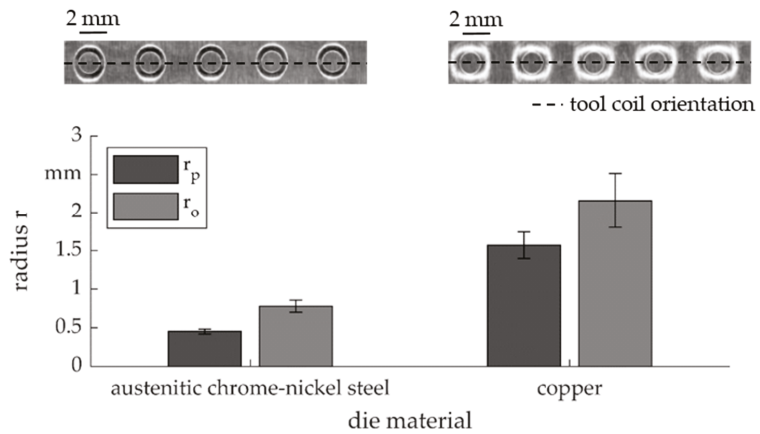 2 mm
2 mm
tool coil orientation
3
mm
2
1.5
1
0.5
0
radius r
r_p
r_o
austenitic chrome-nickel steel
copper
die material